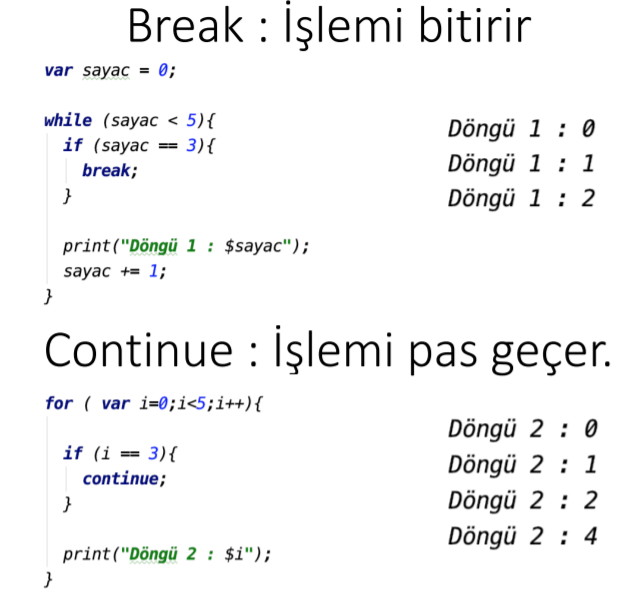 Break : İşlemi bitirir
var sayac = 0;
while (sayac < 5){
if (sayac == 3){
break;
}
print("Döngü 1 : $sayac");
sayac += 1;
}
Döngü 1 : 0
Döngü 1 : 1
Döngü 1 : 2
Continue : İşlemi pas geçer.
for ( var i=0;i<5;i++){
if (i == 3){
continue;
}
print("Döngü 2 : $i");
}
Döngü 2 : 0
Döngü 2 : 1
Döngü 2 : 2
Döngü 2 : 4